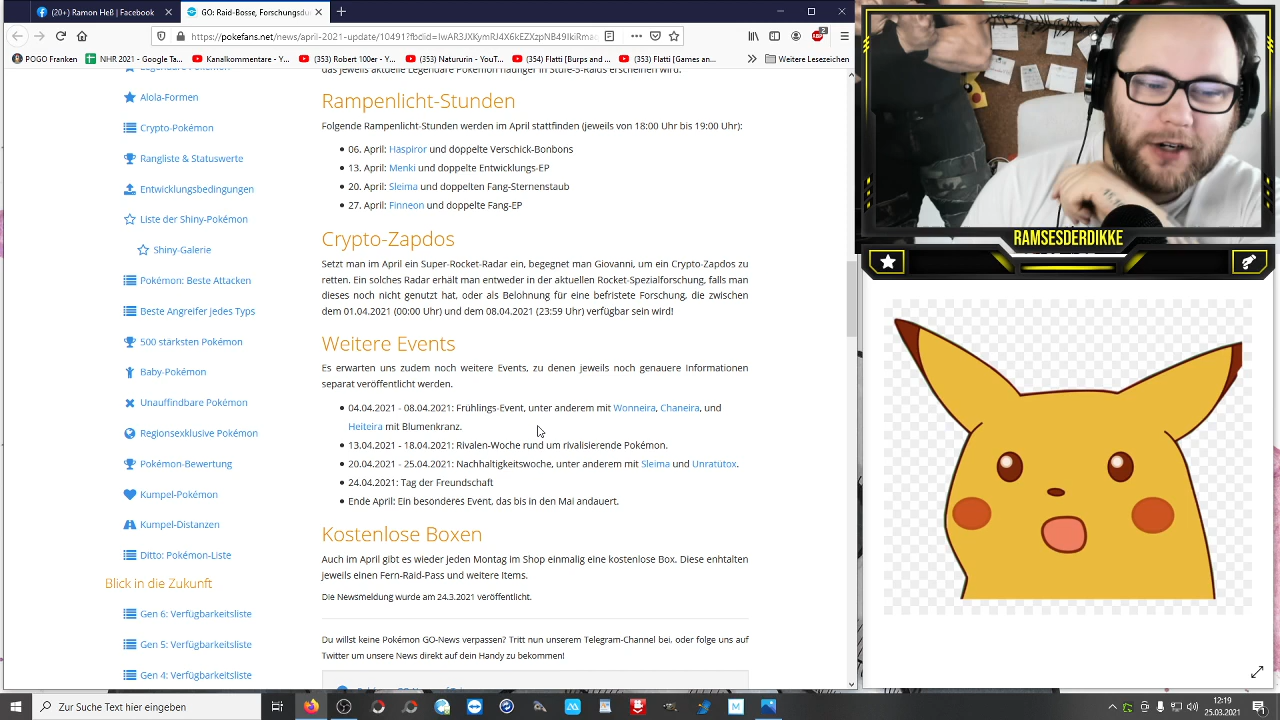 (20+) Ramon Heß | Facebook
GO: Raid-Bosse, Forschungsdu
https://pokefans.net/
POGO Franken
NHR 2021 - Google Ta...
Kanalkommentare - Y...
(353) Robert00er - Y...
(353) Natururin - YouT...
(354) Flatti [Burps and ...
(353) Flatti [Games an...
Weitere Lesezeichen
das jeweils aktuelle Legendäre Pokémon häufiger in 5-Sterne-Raids erscheinen wird.
Alola-Formen
Crypto-Pokémon
Rangliste & Statuswerte
Entwicklungsbedingungen
Liste der Shiny-Pokémon
Shiny-Galerie
Pokémon: Beste Attacken
Beste Angreifer jedes Typs
500 stärksten Pokémon
Baby-Pokémon
Unauffindbare Pokémon
Regionsexklusive Pokémon
Pokémon-Bewertung
Kumpel-Pokémon
Kumpel-Distanzen
Ditto: Pokémon-Liste
Blick in die Zukunft
Gen 6: Verfügbarkeitsliste
Gen 5: Verfügbarkeitsliste
Gen 4: Verfügbarkeitsliste
Rampenlicht-Stunden
Folgende Rampenlicht-Stunden werden im April stattfinden (jeweils von 18:00 Uhr bis 19:00 Uhr):
06. April: Haspiror und doppelte Verschick-Bonbons
13. April: Menki und doppelte Entwicklungs-EP
20. April: Sleima und doppelten Fang-Sternenstaub
27. April: Finneon und doppelte Fang-EP
Crypto-Zapdos
Setzt ihr im April ein Super-Rocket-Radar ein, begegnet man Giovanni, um ein Crypto-Zapdos zu
retten. Ein solches Radar erhält man entweder in der aktuellen Rocket-Spezialforschung, falls man
dieses noch nicht genutzt hat, oder als Belohnung für eine befristete Forschung, die zwischen
dem 01.04.2021 (00:00 Uhr) und dem 08.04.2021 (23:59 Uhr) verfügbar sein wird!
Weitere Events
Es erwarten uns zudem noch weitere Events, zu denen jeweils noch genauere Informationen
separat veröffentlicht werden.
04.04.2021 - 08.04.2021: Frühlings-Event, unter anderem mit Wonneira, Chaneira, und
Heiteira mit Blumenkranz.
13.04.2021 - 18.04.2021: Rivalen-Woche rund um rivalisierende Pokémon.
20.04.2021 - 25.04.2021: Nachhaltigkeitswoche, unter anderem mit Sleima und Unratütox.
24.04.2021: Tag der Freundschaft
Ende April: Ein besonderes Event, das bis in den Mai andauert.
Kostenlose Boxen
Auch im April gibt es wieder jeden Montag im Shop einmalig eine kostenlose Box. Diese enhtalten
jeweils einen Fern-Raid-Pass und weitere Items.
Die Newsmeldung wurde am 24.3.2021 veröffentlicht.
Du willst keine Pokémon GO-News verpassen? Tritt nun unserem Telegram-Channel bei, oder folge uns auf
Twitter um unsere News direkt auf dein Handy zu bekommen!
RAMSESDERDIKKE
Zur Suche Text hier eingeben
12:19
25.03.2021